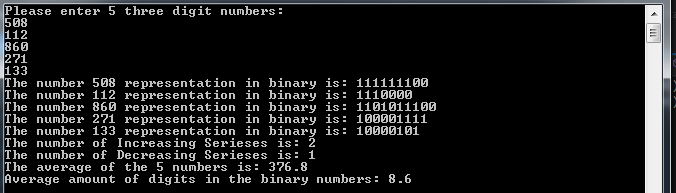 Please enter 5 three digit numbers:
508
112
860
271
133
The number 508 representation in binary is: 111111100
The number 112 representation in binary is: 1110000
The number 860 representation in binary is: 1101011100
The number 271 representation in binary is: 100001111
The number 133 representation in binary is: 10000101
The number of Increasing Serieses is: 2
The number of Decreasing Serieses is: 1
The average of the 5 numbers is: 376.8
Average amount of digits in the binary numbers: 8.6